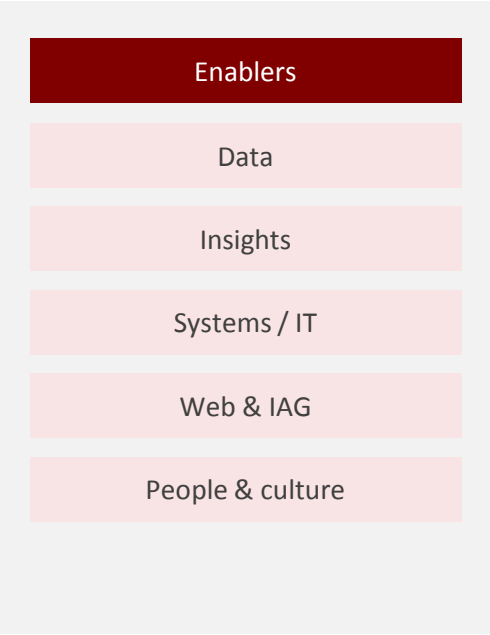 Enablers
Data
Insights
Systems / IT
Web & IAG
People & culture